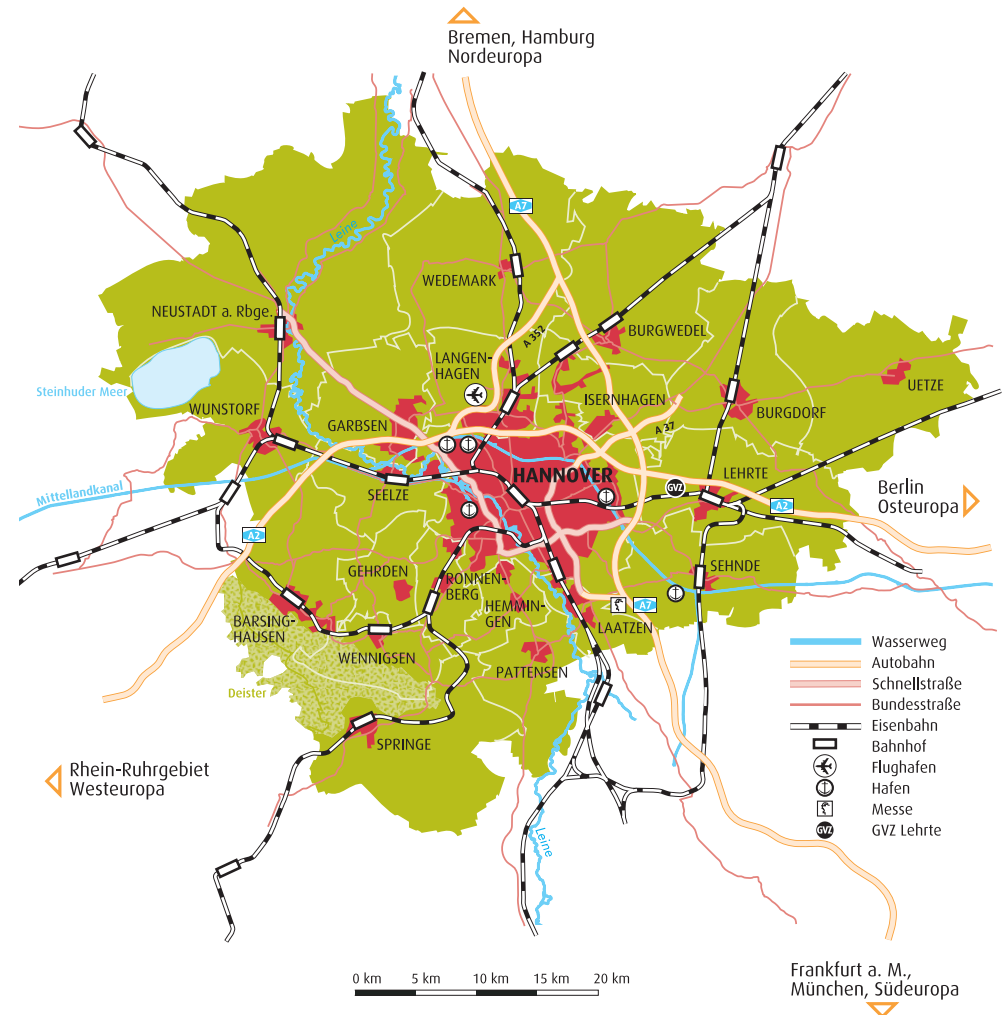 Bremen, Hamburg
Nordeuropa
A7
Leine
WEDEMARK
NEUSTADT a. Rbge.
A 352
BURGWEDEL
LANGEN-
HAGEN
Steinhuder Meer
UETZE
WUNSTORF
ISERNHAGEN
BURGDORF
GARBSEN
A 37
HANNOVER
LEHRTE
Mittellandkanal
SEELZE
GVZ
A2
Berlin
Osteuropa
A2
GEHRDEN
RONNEN-
BERG
SEHNDE
HEMMIN-
GEN
A7
BARSING-
HAUSEN
LAATZEN
WENNIGSEN
PATTENSEN
Deister
SPRINGE
Rhein-Ruhrgebiet
Westeuropa
Leine
Wasserweg
Autobahn
Schnellstraße
Bundesstraße
Eisenbahn
Bahnhof
Flughafen
Hafen
Messe
GVZ GVZ Lehrte
0 km 5 km 10 km 15 km 20 km
Frankfurt a. M.,
München, Südeuropa